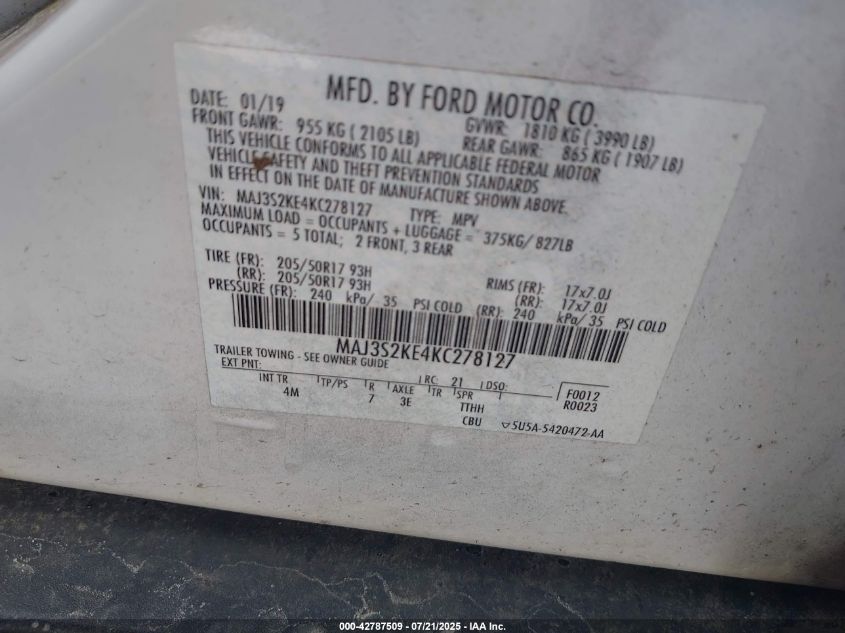 MFD. BY FORD MOTOR CO.
DATE: 01/19 GVWR: 1810 KG ( 3990 LB)
FRONT GAWR: 955 KG ( 2105 LB) REAR GAWR: 865 KG ( 1907 LB)
THIS VEHICLE CONFORMS TO ALL APPLICABLE FEDERAL MOTOR
VEHICLE SAFETY AND THEFT PREVENTION STANDARDS
IN EFFECT ON THE DATE OF MANUFACTURE SHOWN ABOVE.
VIN: MAJ3S2KE4KC278127 TYPE: MPV
MAXIMUM LOAD = OCCUPANTS + LUGGAGE = 375KG/ 827LB
OCCUPANTS = 5 TOTAL; 2 FRONT, 3 REAR
TIRE (FR): 205/50R17 93H RIMS (FR): 17x7.0J
(RR): 205/50R17 93H (RR): 17x7.0J
PRESSURE (FR): 240 kPa/ 35 PSI COLD (RR): 240 kPa/ 35 PSI COLD
MAJ3S2KE4KC278127
TRAILER TOWING - SEE OWNER GUIDE
EXT PNT: RC: 21 DSO: F0012
INT TR TP/PS R AXLE TR SPR R0023
4M 7 3E TTHH
CBU 5U5A-5420472-AA
000-42787509 - 07/21/2025 - IAA Inc.